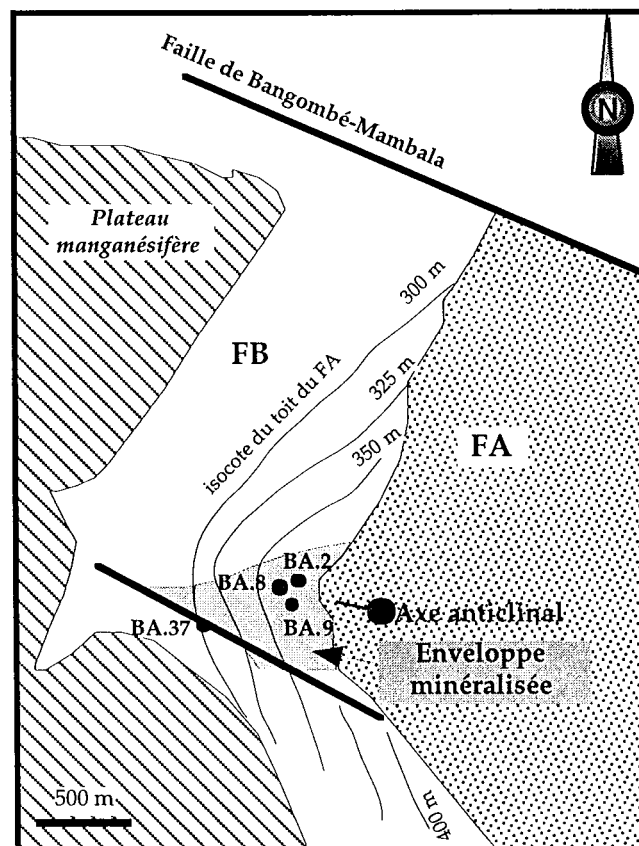 Faille de Bangombé-Mambala
N
Plateau
manganésifère
FB
300 m
isocote du toit du FA
325 m
350 m
FA
BA.2
BA.8
BA.9
BA.37
Axe anticlinal
Enveloppe
minéralisée
500 m
400 m